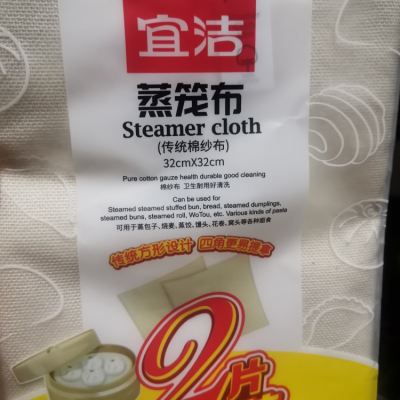 宜洁
蒸笼布
Steamer cloth
(传统棉纱布)
32cmX32cm
Pure cotton gauze health durable good cleaning
棉纱布 卫生耐用好清洗
Can be used for
Steamed steamed stuffed bun, bread, steamed dumplings,
steamed buns, steamed roll, WoTou, etc. Various kinds of pasta
可用于蒸包子、烧麦、蒸饺、馒头、花卷、窝头等各种面食
传统方形设计 四角更易提拿
2片